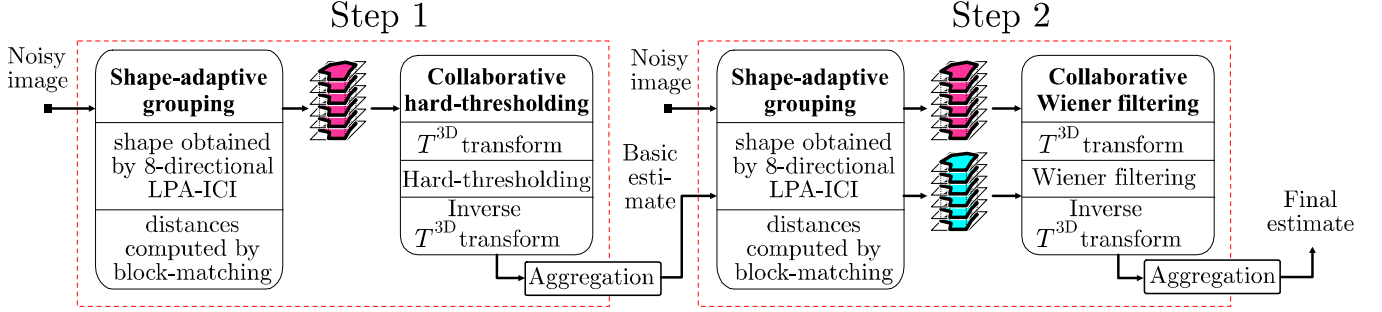 Step 1
Noisy
image
Shape-adaptive
grouping
shape obtained
by 8-directional
LPA-ICI
distances
computed by
block-matching
Collaborative
hard-thresholding
T^3D transform
Hard-thresholding
Inverse
T^3D transform
Aggregation
Basic
esti-
mate
Step 2
Noisy
image
Shape-adaptive
grouping
shape obtained
by 8-directional
LPA-ICI
distances
computed by
block-matching
Collaborative
Wiener filtering
T^3D transform
Wiener filtering
Inverse
T^3D transform
Aggregation
Final
estimate